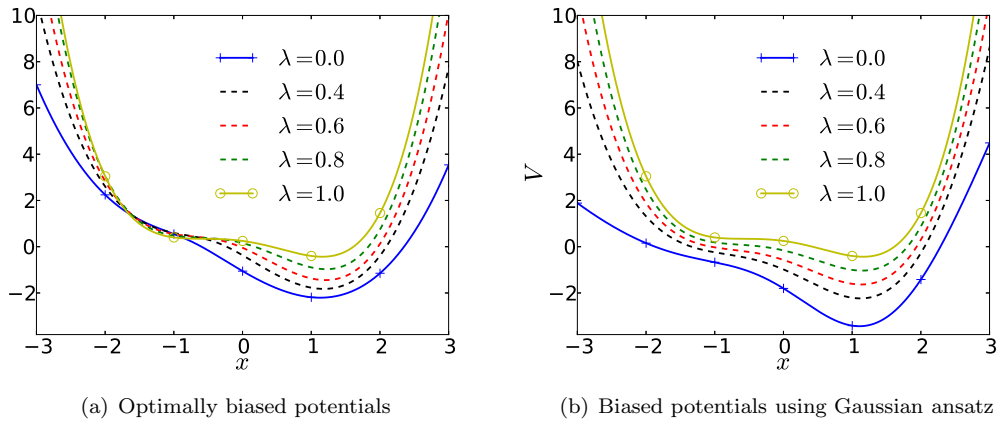 10
8
6
4
2
0
−2
−3 −2 −1 0 1 2 3
x
λ=0.0
λ=0.4
λ=0.6
λ=0.8
λ=1.0
(a) Optimally biased potentials
V
10
8
6
4
2
0
−2
−3 −2 −1 0 1 2 3
x
λ=0.0
λ=0.4
λ=0.6
λ=0.8
λ=1.0
(b) Biased potentials using Gaussian ansatz